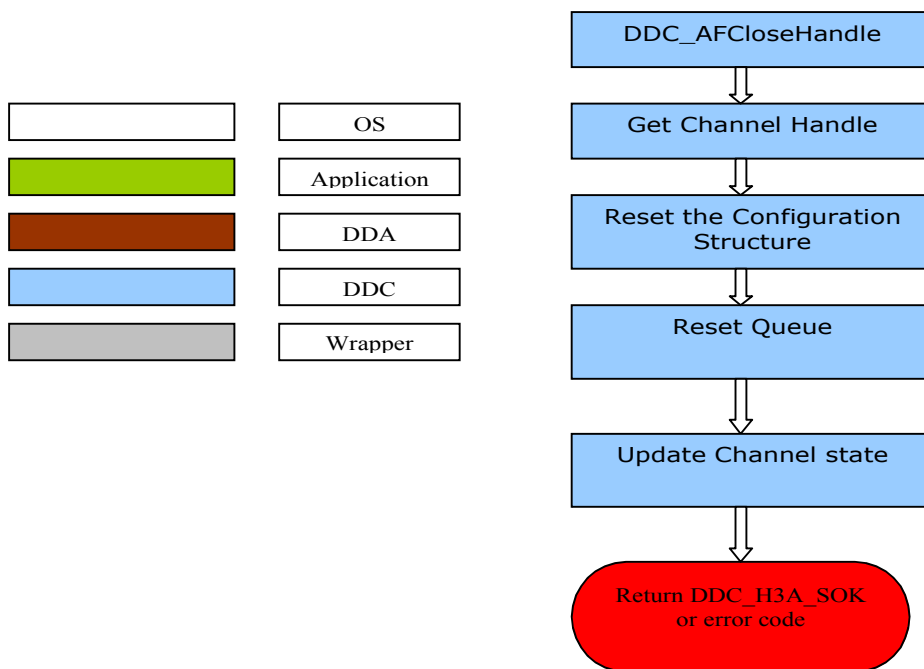 OS
Application
DDA
DDC
Wrapper
DDC_AFCloseHandle
Get Channel Handle
Reset the Configuration
Structure
Reset Queue
Update Channel state
Return DDC_H3A_SOK
or error code